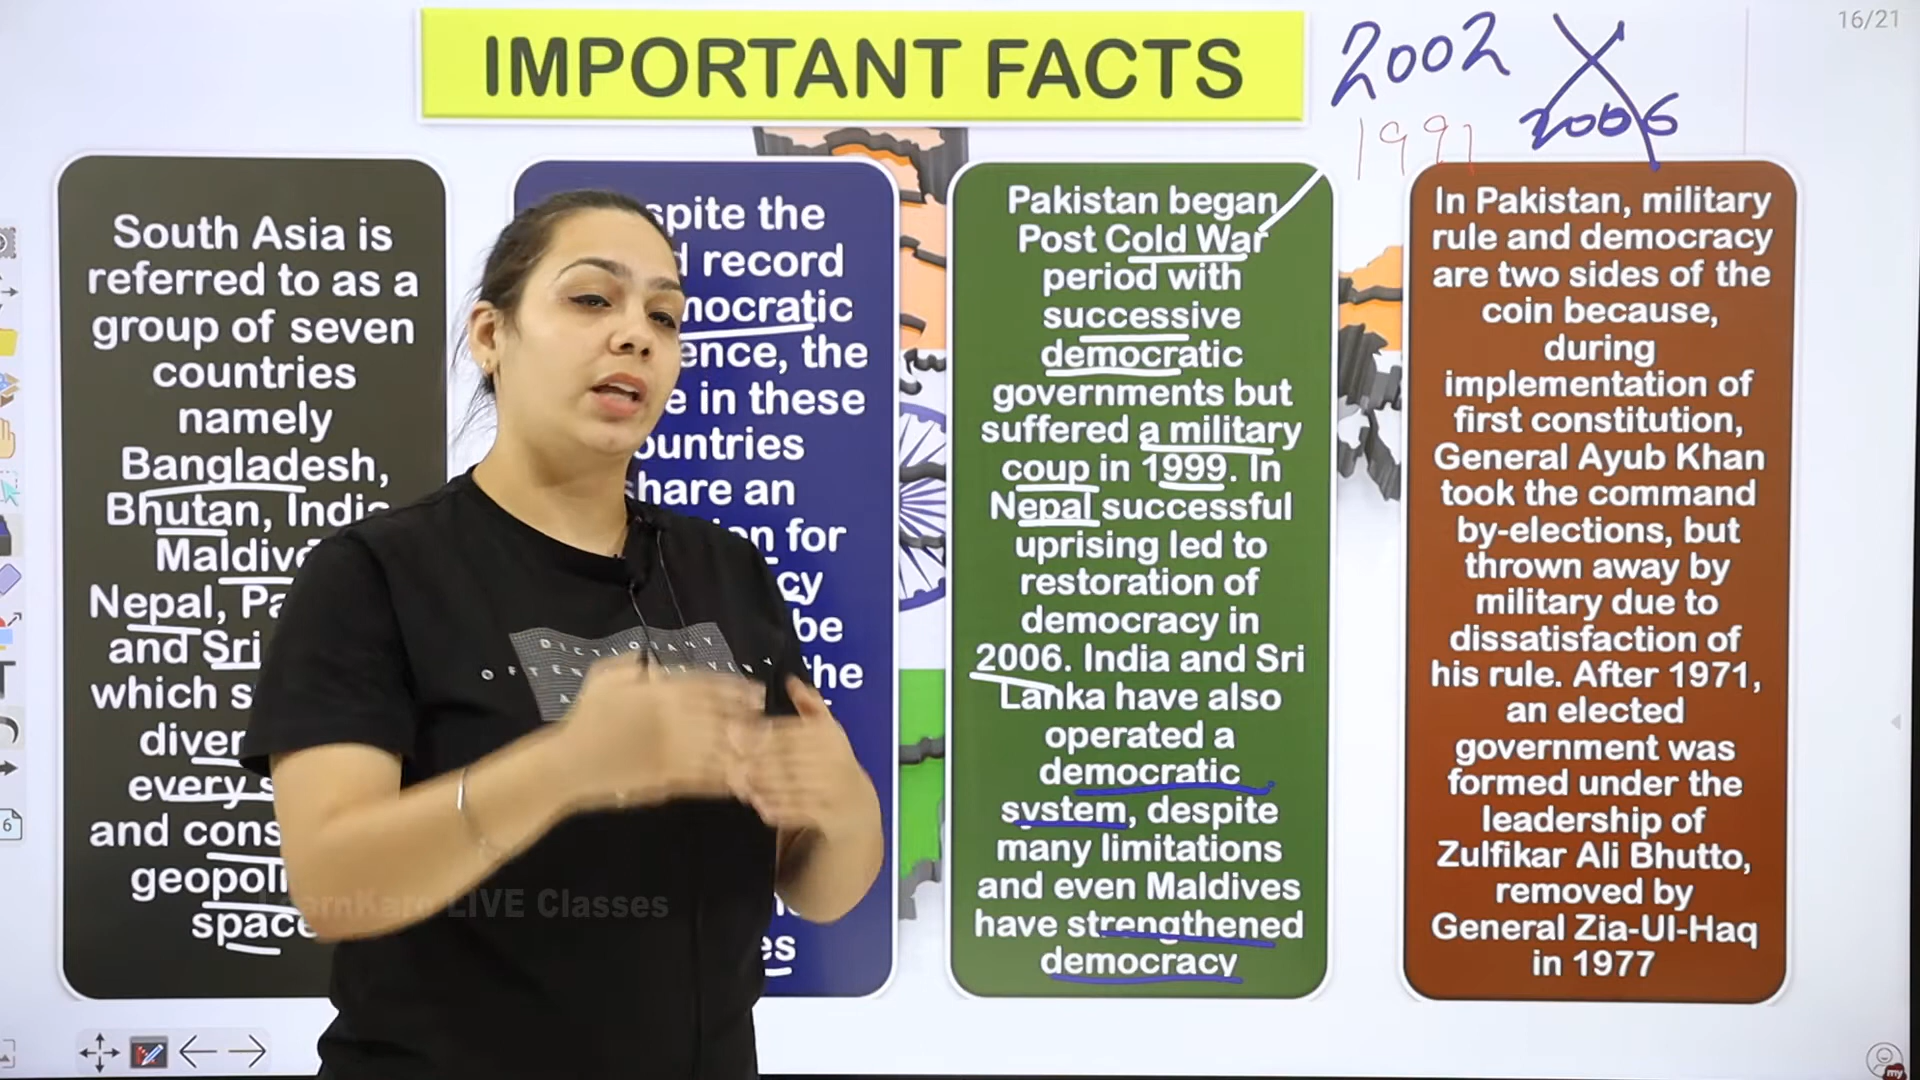 IMPORTANT FACTS
2002
2006
1991
16/21
South Asia is
referred to as a
group of seven
countries
namely
Bangladesh,
Bhutan, India
Maldive
Nepal, Pa
and Sri
which s
diver
every s
and cons
geopoli
space
spite the
d record
mocratic
ence, the
e in these
ountries
hare an
on for
cy
be
the
es
Pakistan began
Post Cold War
period with
successive
democratic
governments but
suffered a military
coup in 1999. In
Nepal successful
uprising led to
restoration of
democracy in
2006. India and Sri
Lanka have also
operated a
democratic
system, despite
many limitations
and even Maldives
have strengthened
democracy
In Pakistan, military
rule and democracy
are two sides of the
coin because,
during
implementation of
first constitution,
General Ayub Khan
took the command
by-elections, but
thrown away by
military due to
dissatisfaction of
his rule. After 1971,
an elected
government was
formed under the
leadership of
Zulfikar Ali Bhutto,
removed by
General Zia-Ul-Haq
in 1977
DICTIONARY
LearnKaro LIVE Classes
6
my